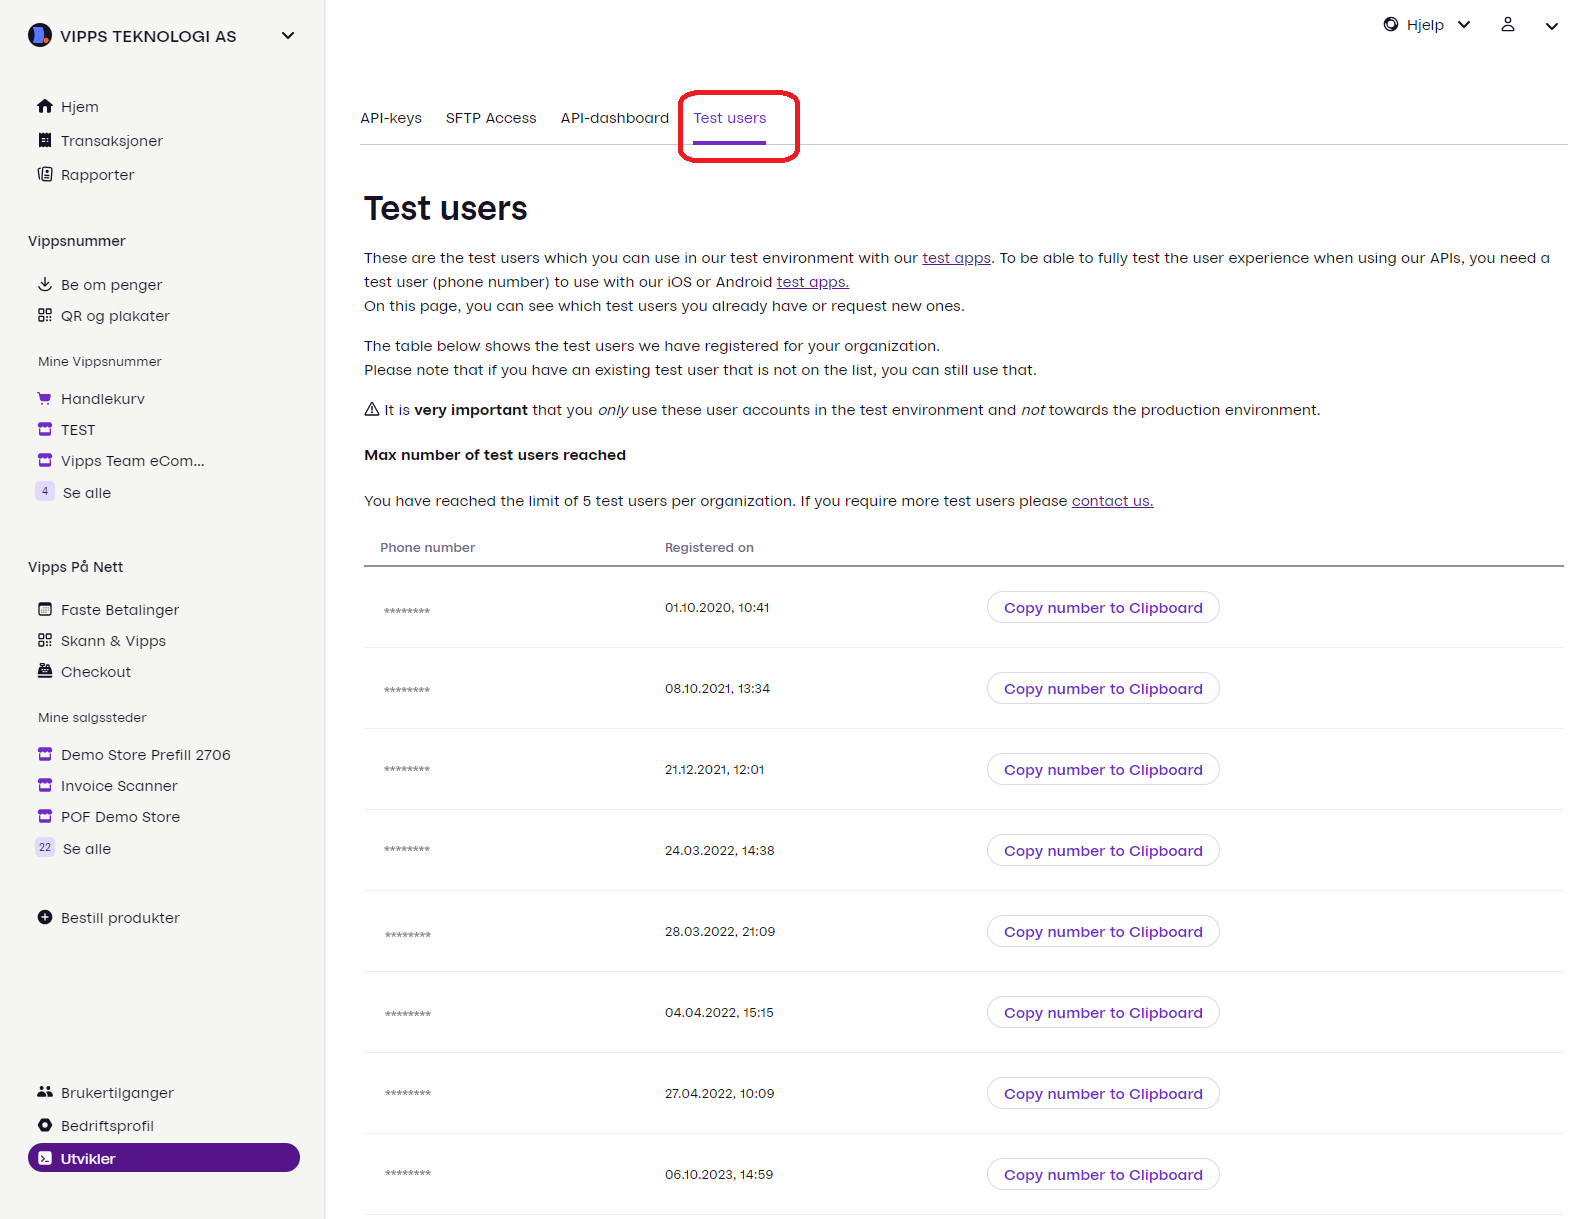 VIPPS TEKNOLOGI AS
Hjem
Transaksjoner
Rapporter
Vippsnummer
Be om penger
QR og plakater
Mine Vippsnummer
Handlekurv
TEST
Vipps Team eCom...
4 Se alle
Vipps På Nett
Faste Betalinger
Skann & Vipps
Checkout
Mine salgssteder
Demo Store Prefill 2706
Invoice Scanner
POF Demo Store
22 Se alle
Bestill produkter
Brukertilganger
Bedriftsprofil
Utvikler
Hjelp
API-keys SFTP Access API-dashboard Test users
Test users
These are the test users which you can use in our test environment with our test apps. To be able to fully test the user experience when using our APIs, you need a
test user (phone number) to use with our iOS or Android test apps.
On this page, you can see which test users you already have or request new ones.
The table below shows the test users we have registered for your organization.
Please note that if you have an existing test user that is not on the list, you can still use that.
⚠ It is very important that you only use these user accounts in the test environment and not towards the production environment.
Max number of test users reached
You have reached the limit of 5 test users per organization. If you require more test users please contact us.
Phone number Registered on
******** 01.10.2020, 10:41 Copy number to Clipboard
******** 08.10.2021, 13:34 Copy number to Clipboard
******** 21.12.2021, 12:01 Copy number to Clipboard
******** 24.03.2022, 14:38 Copy number to Clipboard
******** 28.03.2022, 21:09 Copy number to Clipboard
******** 04.04.2022, 15:15 Copy number to Clipboard
******** 27.04.2022, 10:09 Copy number to Clipboard
******** 06.10.2023, 14:59 Copy number to Clipboard